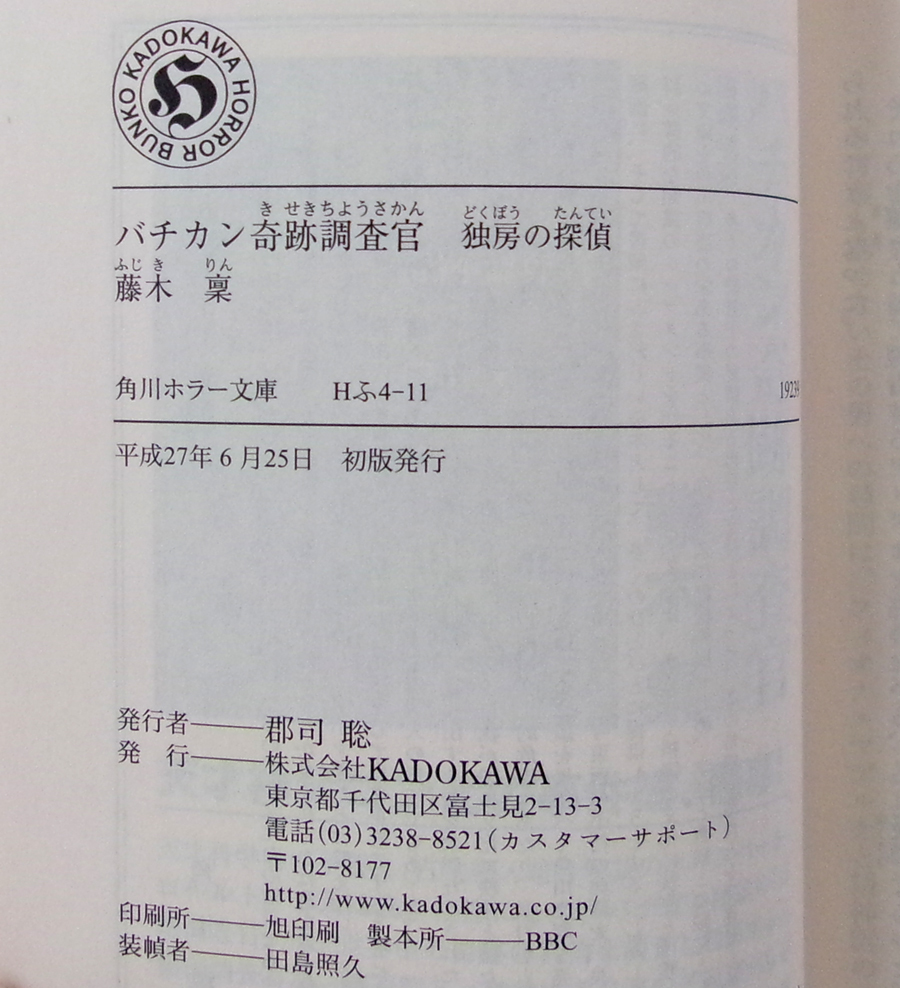 KADOKAWA HORROR BUNKO
H
きせきちようさかん　どくぼう　たんてい
バチカン奇跡調査官　独房の探偵
ふじき　りん
藤木　稟
角川ホラー文庫　Hふ4-11
平成27年6月25日　初版発行
発行者―――郡司 聡
発　行―――株式会社KADOKAWA
東京都千代田区富士見2-13-3
電話(03)3238-8521(カスタマーサポート)
〒102-8177
http://www.kadokawa.co.jp/
印刷所―――旭印刷　製本所―――BBC
装幀者―――田島照久